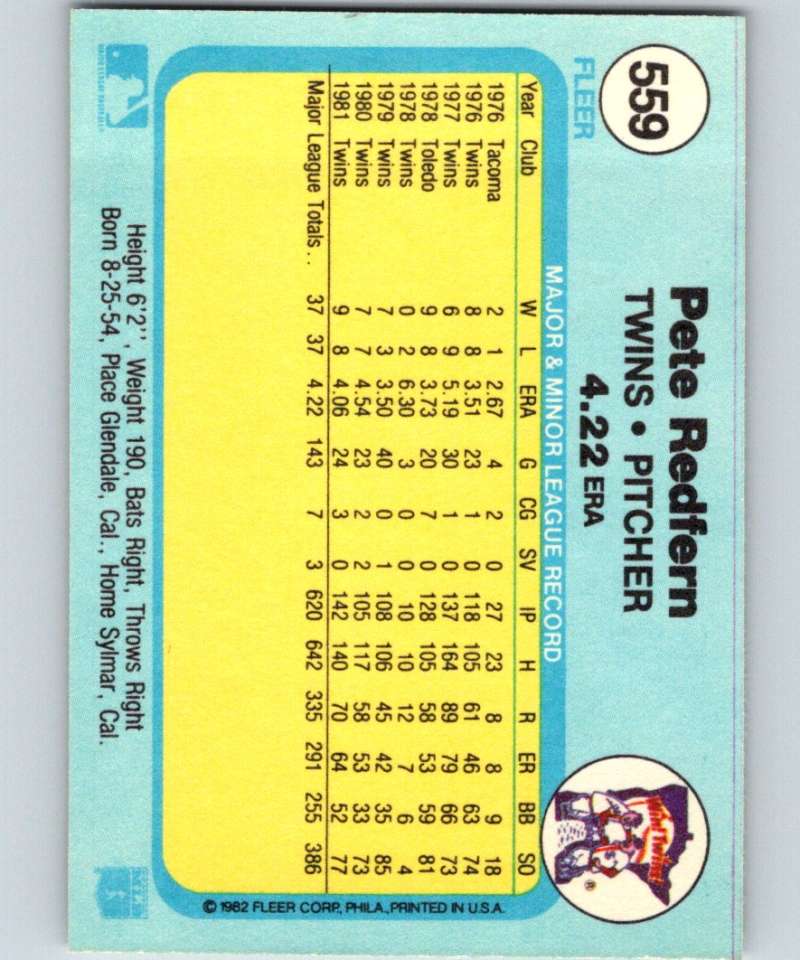 559
FLEER
Pete Redfern
TWINS • PITCHER
4.22 ERA
MAJOR & MINOR LEAGUE RECORD
Year Club W L ERA G CG SV IP H R ER BB SO
1976 Tacoma 2 1 2.67 4 2 0 27 23 8 8 9 18
1976 Twins 8 8 3.51 23 1 0 118 105 61 46 63 74
1977 Twins 6 9 5.19 30 1 0 137 164 89 79 66 73
1978 Toledo 9 8 3.73 20 7 0 128 105 58 53 59 81
1978 Twins 0 2 6.30 3 0 0 10 10 12 7 6 4
1979 Twins 7 3 3.50 40 0 1 108 106 45 42 35 85
1980 Twins 7 7 4.54 23 2 2 105 117 58 53 33 73
1981 Twins 9 8 4.06 24 3 0 142 140 70 64 52 77
Major League Totals . . 37 37 4.22 143 7 3 620 642 335 291 255 386
© 1982 FLEER CORP., PHILA., PRINTED IN U.S.A.
Height 6'2'', Weight 190, Bats Right, Throws Right
Born 8-25-54, Place Glendale, Cal., Home Sylmar, Cal.